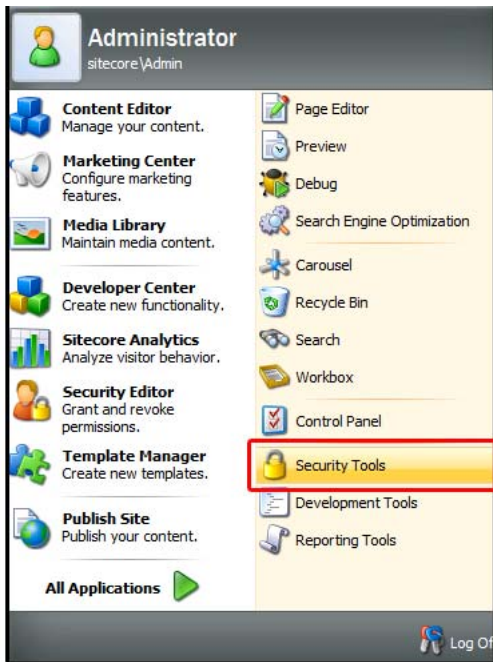 Administrator
sitecore\Admin
Content Editor
Manage your content.
Marketing Center
Configure marketing
features.
Media Library
Maintain media content.
Developer Center
Create new functionality.
Sitecore Analytics
Analyze visitor behavior.
Security Editor
Grant and revoke
permissions.
Template Manager
Create new templates.
Publish Site
Publish your content.
All Applications
Page Editor
Preview
Debug
Search Engine Optimization
Carousel
Recycle Bin
Search
Workbox
Control Panel
Security Tools
Development Tools
Reporting Tools
Log Of